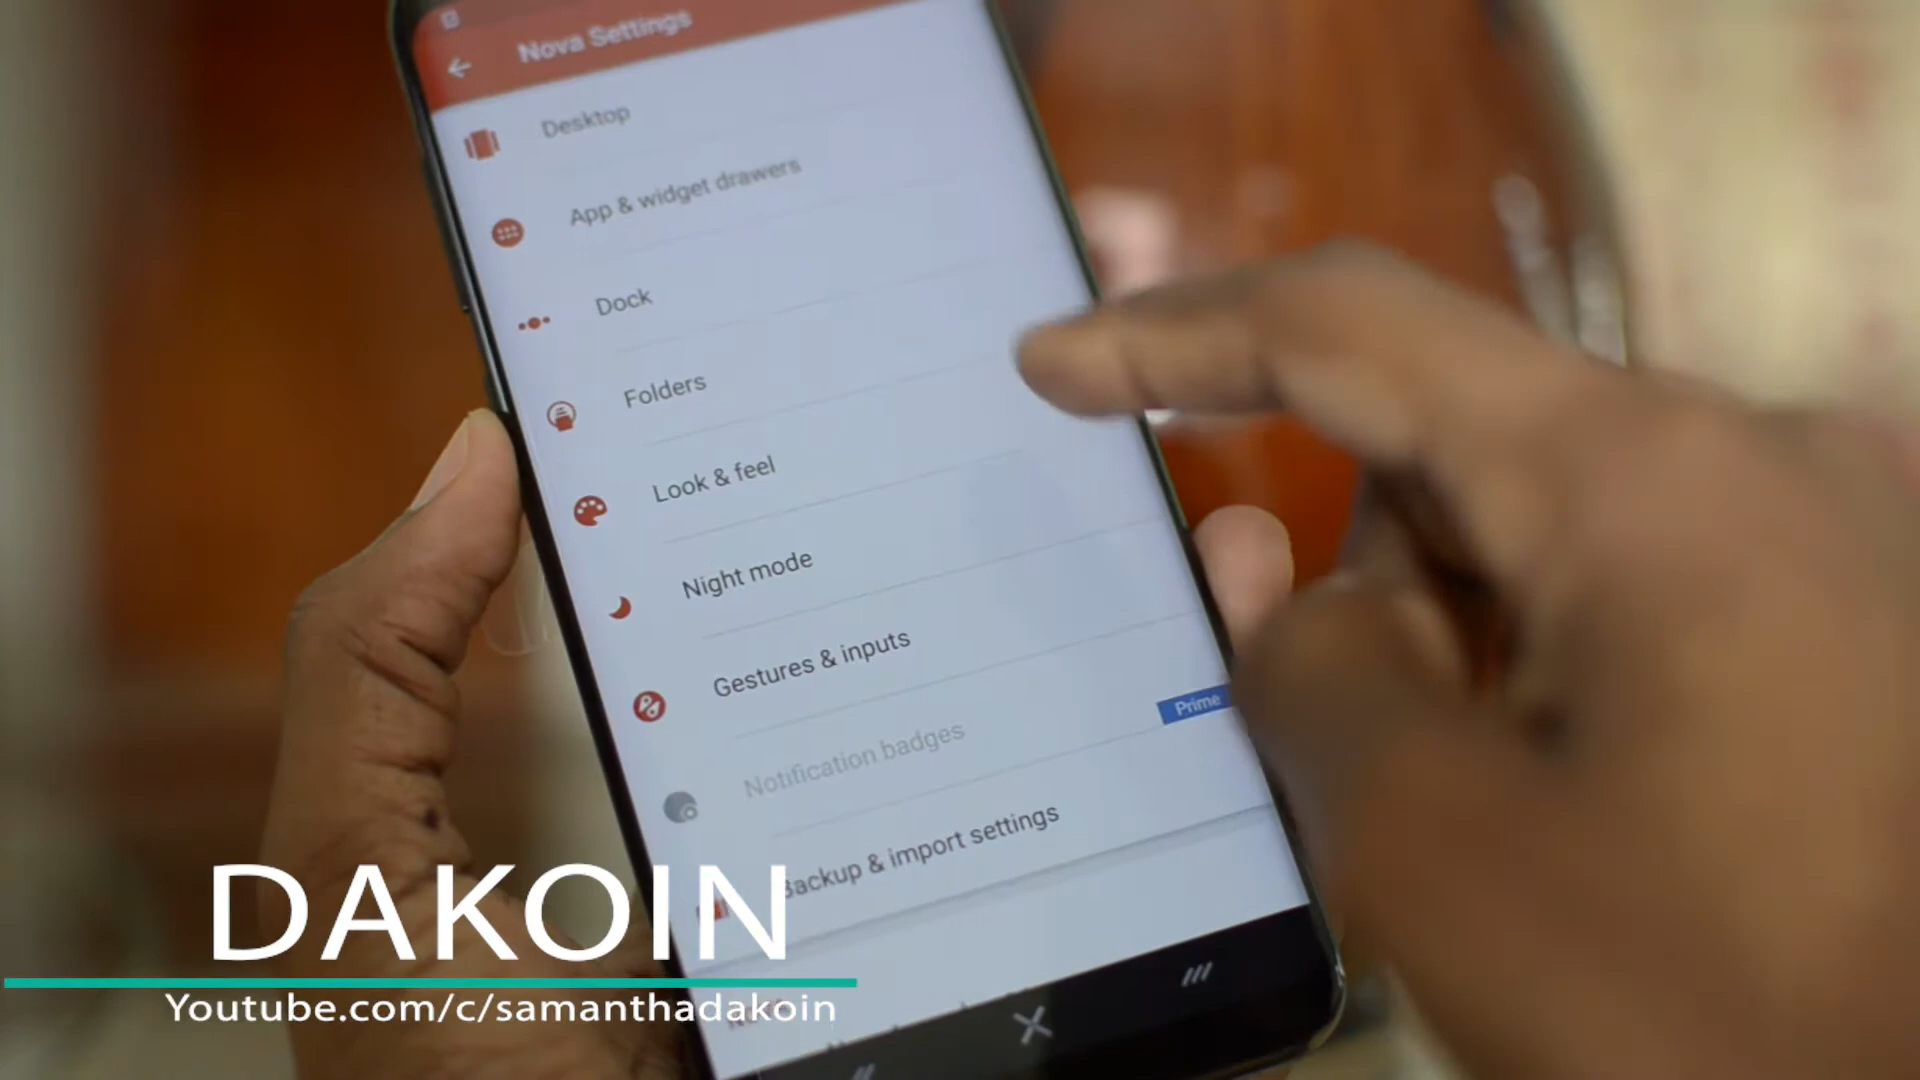 Nova Settings
Desktop
App & widget drawers
Dock
Folders
Look & feel
Night mode
Gestures & inputs
Notification badges
Prime
Backup & import settings
DAKOIN
Youtube.com/c/samanthadakoin